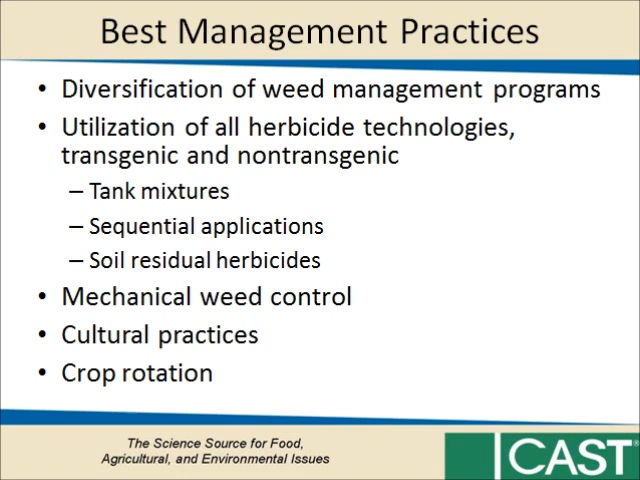 Best Management Practices
• Diversification of weed management programs
• Utilization of all herbicide technologies,
transgenic and nontransgenic
– Tank mixtures
– Sequential applications
– Soil residual herbicides
• Mechanical weed control
• Cultural practices
• Crop rotation
The Science Source for Food,
Agricultural, and Environmental Issues
CAST®